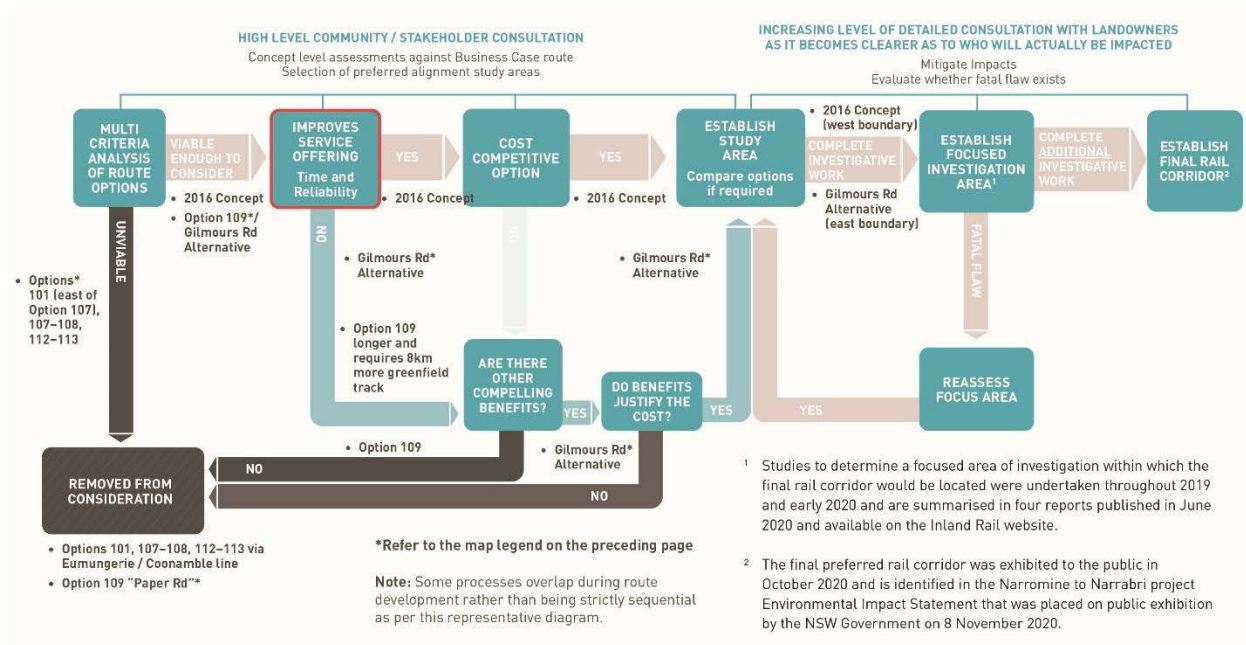 HIGH LEVEL COMMUNITY / STAKEHOLDER CONSULTATION
Concept level assessments against Business Case route
Selection of preferred alignment study areas
INCREASING LEVEL OF DETAILED CONSULTATION WITH LANDOWNERS
AS IT BECOMES CLEARER AS TO WHO WILL ACTUALLY BE IMPACTED
Mitigate Impacts
Evaluate whether fatal flaw exists
MULTI
CRITERIA
ANALYSIS
OF ROUTE
OPTIONS
VIABLE
ENOUGH TO
CONSIDER
• 2016 Concept
• Option 109*/
Gilmours Rd
Alternative
IMPROVES
SERVICE
OFFERING
Time and
Reliability
YES
• 2016 Concept
COST
COMPETITIVE
OPTION
YES
• 2016 Concept
ESTABLISH
STUDY
AREA
Compare options
if required
• 2016 Concept
(west boundary)
COMPLETE
INVESTIGATIVE
WORK
• Gilmours Rd
Alternative
(east boundary)
ESTABLISH
FOCUSED
INVESTIGATION
AREA¹
COMPLETE
ADDITIONAL
INVESTIGATIVE
WORK
ESTABLISH
FINAL RAIL
CORRIDOR²
UNVIABLE
• Options*
101 (east of
Option 107),
107–108,
112–113
NO
• Gilmours Rd*
Alternative
• Option 109
longer and
requires 8km
more greenfield
track
NO
• Gilmours Rd*
Alternative
FATAL FLAW
ARE THERE
OTHER
COMPELLING
BENEFITS?
YES
DO BENEFITS
JUSTIFY THE
COST?
YES
YES
REASSESS
FOCUS AREA
• Option 109
• Gilmours Rd*
Alternative
NO
NO
REMOVED FROM
CONSIDERATION
• Options 101, 107–108, 112–113 via
Eumungerie / Coonamble line
• Option 109 "Paper Rd"*
*Refer to the map legend on the preceding page
Note: Some processes overlap during route
development rather than being strictly sequential
as per this representative diagram.
¹ Studies to determine a focused area of investigation within which the
final rail corridor would be located were undertaken throughout 2019
and early 2020 and are summarised in four reports published in June
2020 and available on the Inland Rail website.
² The final preferred rail corridor was exhibited to the public in
October 2020 and is identified in the Narromine to Narrabri project
Environmental Impact Statement that was placed on public exhibition
by the NSW Government on 8 November 2020.